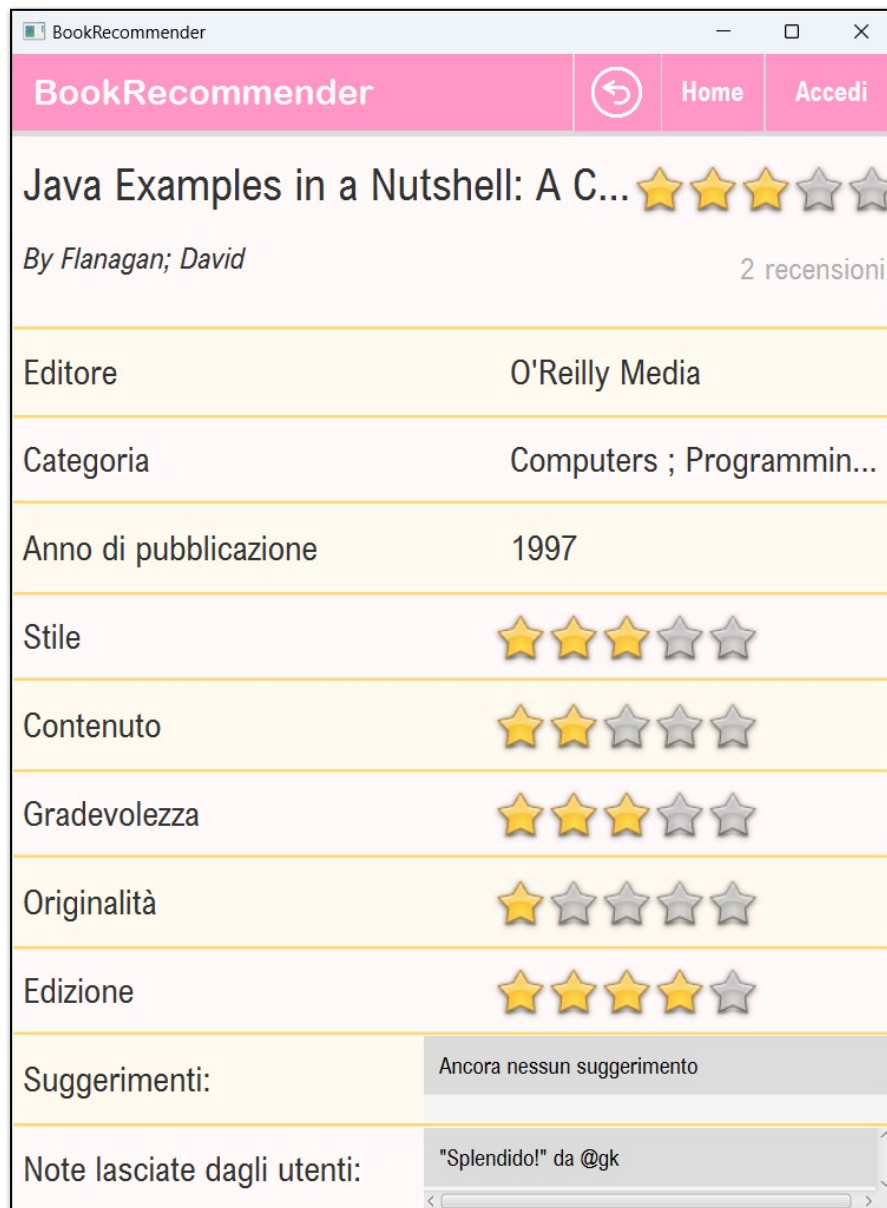 BookRecommender
BookRecommender Home Accedi
Java Examples in a Nutshell: A C...
By Flanagan; David
2 recensioni
Editore O'Reilly Media
Categoria Computers ; Programmin...
Anno di pubblicazione 1997
Stile
Contenuto
Gradevolezza
Originalità
Edizione
Suggerimenti: Ancora nessun suggerimento
Note lasciate dagli utenti: "Splendido!" da @gk